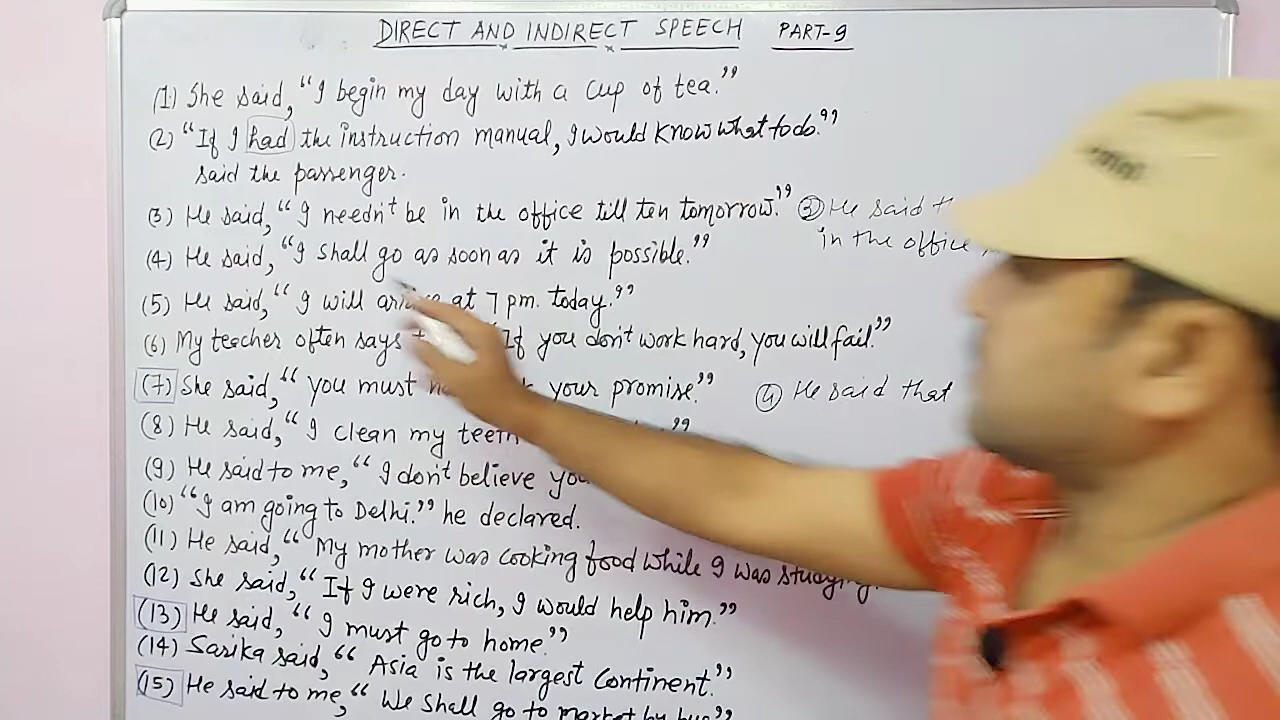 DIRECT AND INDIRECT SPEECH PART-9
(1) She said, "I begin my day with a cup of tea."
(2) "If I had the instruction manual, I would know what to do."
said the passenger.
(3) He said, "I needn't be in the office till ten tomorrow."
③ He said
in the office
(4) He said, "I shall go as soon as it is possible."
(5) He said, "I will arrive at 7 pm. today."
(6) My teacher often says "If you don't work hard, you will fail."
(7) She said, "you must your promise."
④ He said that
(8) He said, "I clean my teeth
(9) He said to me, "I don't believe
(10) "I am going to Delhi." he declared.
(11) He said, "My mother was cooking food while I was studying.
(12) She said, "If I were rich, I would help him."
(13) He said, "I must go to home."
(14) Sarika said, "Asia is the largest Continent."
(15) He said to me, "We shall go to market by bus"